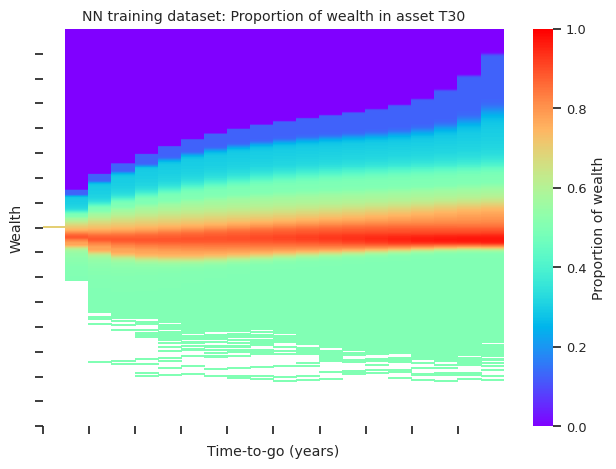 NN training dataset: Proportion of wealth in asset T30
Wealth
Time-to-go (years)
1.0
0.8
0.6
0.4
0.2
0.0
Proportion of wealth